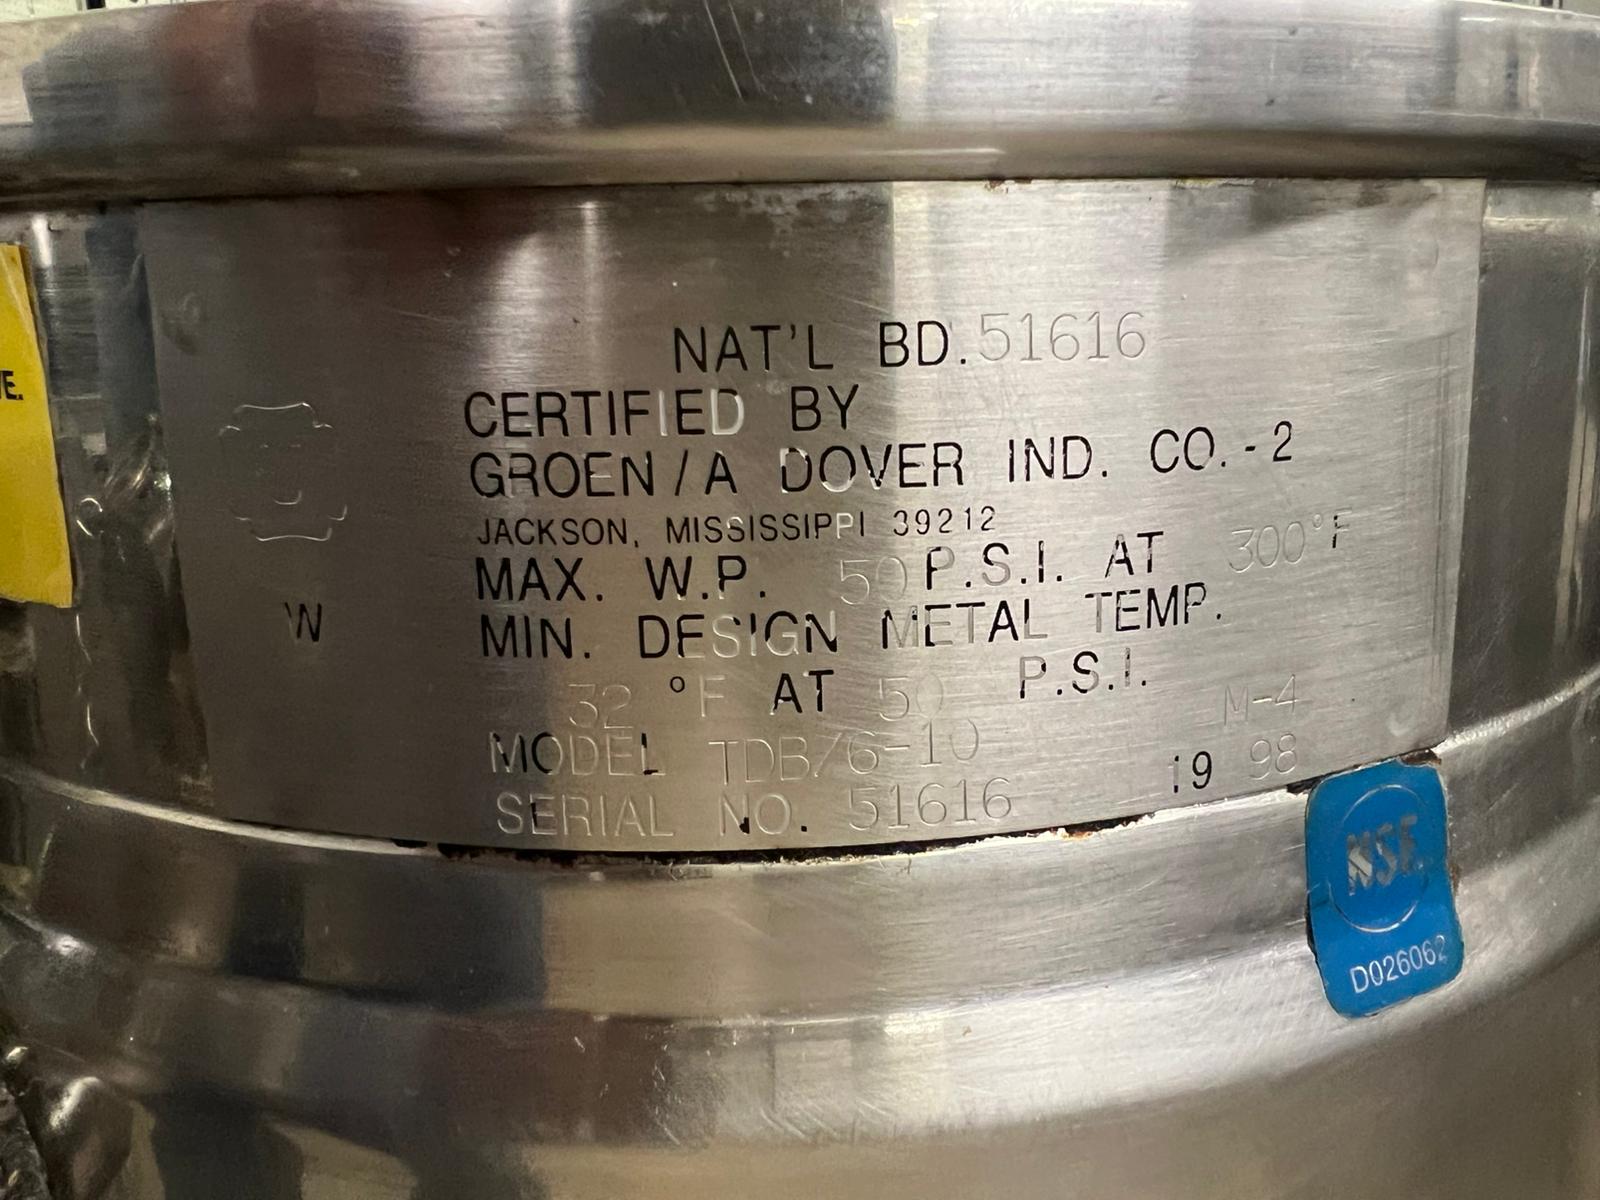 NAT'L BD. 51616
CERTIFIED BY
GROEN/A DOVER IND. CO.-2
JACKSON, MISSISSIPPI 39212
MAX. W.P. 50 P.S.I. AT 300°F
W
MIN. DESIGN METAL TEMP.
32 °F AT 50 P.S.I.
M-4
MODEL TDB/6-10
SERIAL NO. 51616 19 98
NSF
D026062
E.